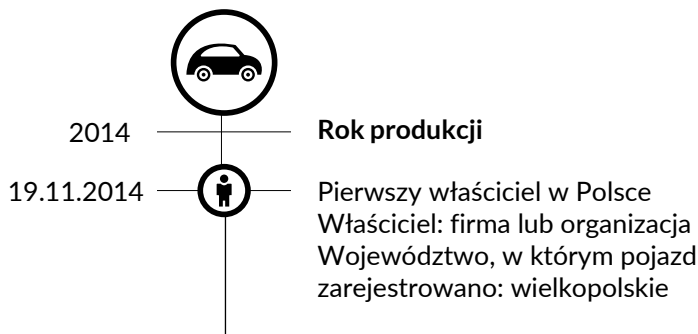 2014
Rok produkcji
19.11.2014
Pierwszy właściciel w Polsce
Właściciel: firma lub organizacja
Województwo, w którym pojazd
zarejestrowano: wielkopolskie